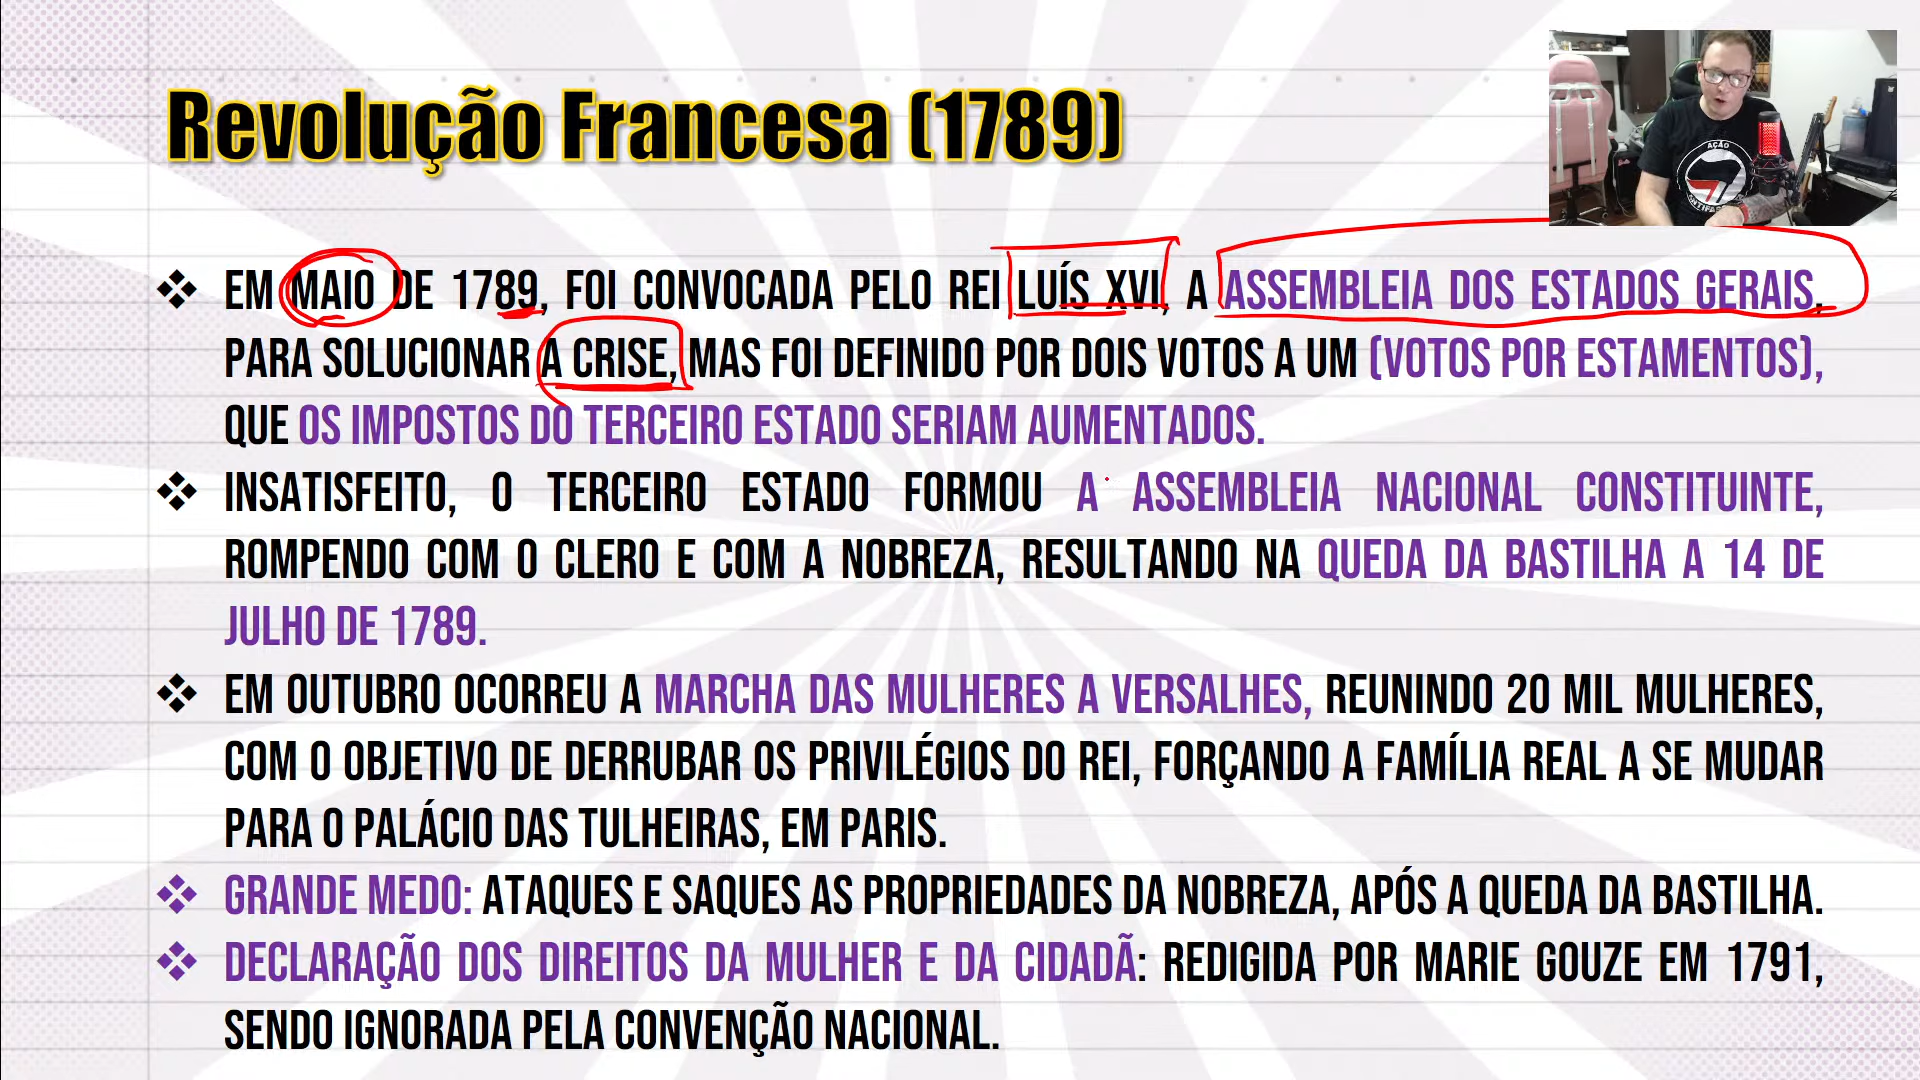 Revolução Francesa (1789)
AÇÃO
❖ EM MAIO DE 1789, FOI CONVOCADA PELO REI LUÍS XVI, A ASSEMBLEIA DOS ESTADOS GERAIS,
PARA SOLUCIONAR A CRISE, MAS FOI DEFINIDO POR DOIS VOTOS A UM (VOTOS POR ESTAMENTOS),
QUE OS IMPOSTOS DO TERCEIRO ESTADO SERIAM AUMENTADOS.
❖ INSATISFEITO, O TERCEIRO ESTADO FORMOU A ASSEMBLEIA NACIONAL CONSTITUINTE,
ROMPENDO COM O CLERO E COM A NOBREZA, RESULTANDO NA QUEDA DA BASTILHA A 14 DE
JULHO DE 1789.
❖ EM OUTUBRO OCORREU A MARCHA DAS MULHERES A VERSALHES, REUNINDO 20 MIL MULHERES,
COM O OBJETIVO DE DERRUBAR OS PRIVILÉGIOS DO REI, FORÇANDO A FAMÍLIA REAL A SE MUDAR
PARA O PALÁCIO DAS TULHEIRAS, EM PARIS.
❖ GRANDE MEDO: ATAQUES E SAQUES AS PROPRIEDADES DA NOBREZA, APÓS A QUEDA DA BASTILHA.
❖ DECLARAÇÃO DOS DIREITOS DA MULHER E DA CIDADÃ: REDIGIDA POR MARIE GOUZE EM 1791,
SENDO IGNORADA PELA CONVENÇÃO NACIONAL.